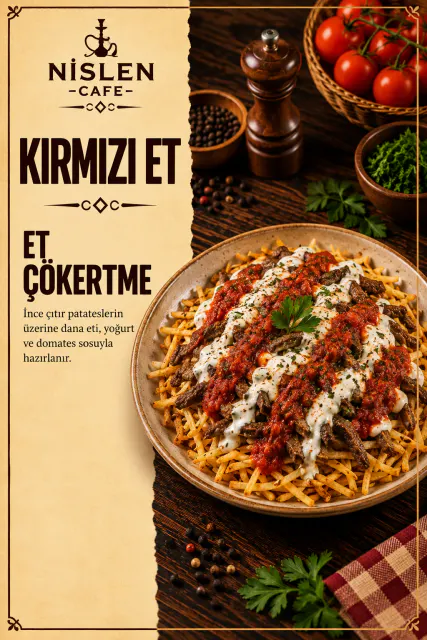 NİSLEN
-CAFE-
KIRMIZI ET
ET
ÇÖKERTME
İnce çıtır patateslerin
üzerine dana eti, yoğurt
ve domates sosuyla
hazırlanır.